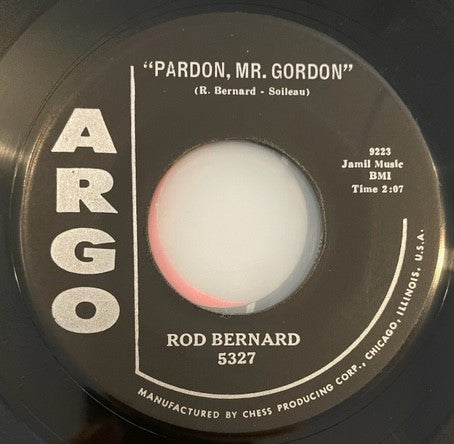 ARGO
"PARDON, MR. GORDON"
(R. Bernard - Soileau)
9223
Jamil Music
BMI
Time 2:07
ROD BERNARD
5327
MANUFACTURED BY CHESS PRODUCING CORP., CHICAGO, ILLINOIS, U.S.A.